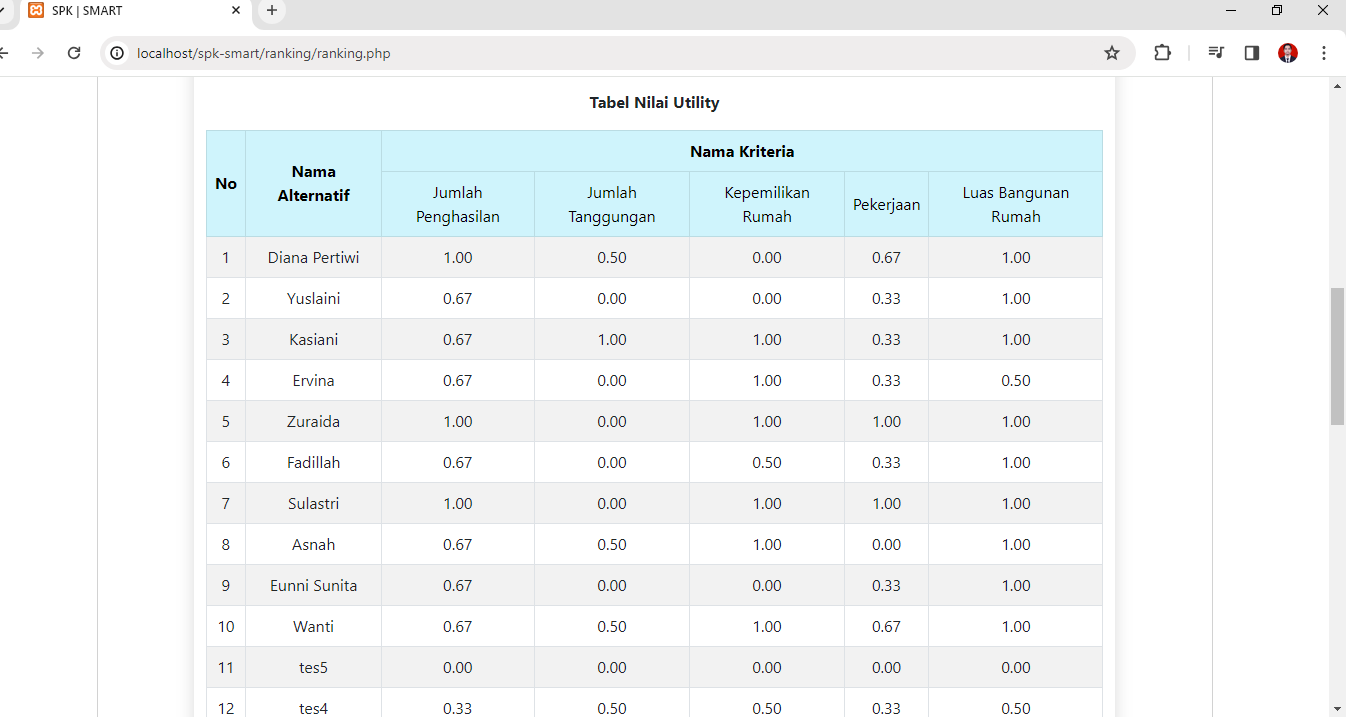 SPK | SMART
localhost/spk-smart/ranking/ranking.php
Tabel Nilai Utility
No Nama Alternatif Nama Kriteria
Jumlah Penghasilan Jumlah Tanggungan Kepemilikan Rumah Pekerjaan Luas Bangunan Rumah
1 Diana Pertiwi 1.00 0.50 0.00 0.67 1.00
2 Yuslaini 0.67 0.00 0.00 0.33 1.00
3 Kasiani 0.67 1.00 1.00 0.33 1.00
4 Ervina 0.67 0.00 1.00 0.33 0.50
5 Zuraida 1.00 0.00 1.00 1.00 1.00
6 Fadillah 0.67 0.00 0.50 0.33 1.00
7 Sulastri 1.00 0.00 1.00 1.00 1.00
8 Asnah 0.67 0.50 1.00 0.00 1.00
9 Eunni Sunita 0.67 0.00 0.00 0.33 1.00
10 Wanti 0.67 0.50 1.00 0.67 1.00
11 tes5 0.00 0.00 0.00 0.00 0.00
12 tes4 0.33 0.50 0.50 0.33 0.50